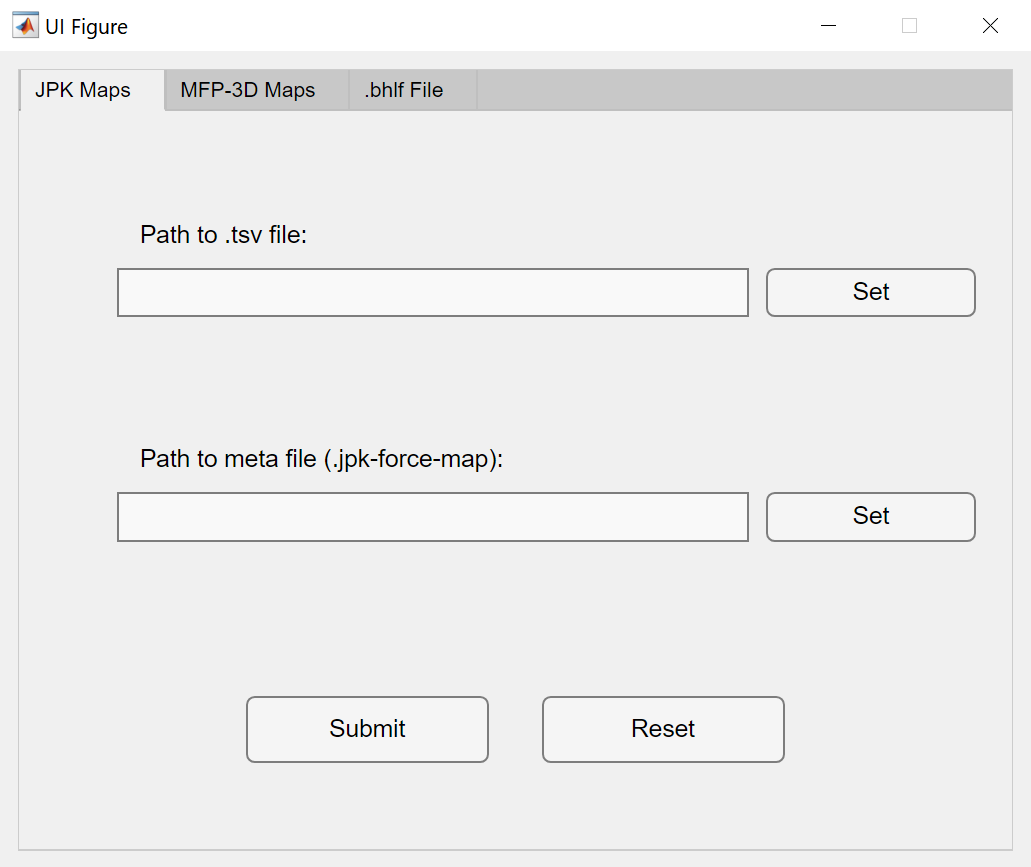 UI Figure
JPK Maps MFP-3D Maps .bhlf File
Path to .tsv file:
Set
Path to meta file (.jpk-force-map):
Set
Submit Reset